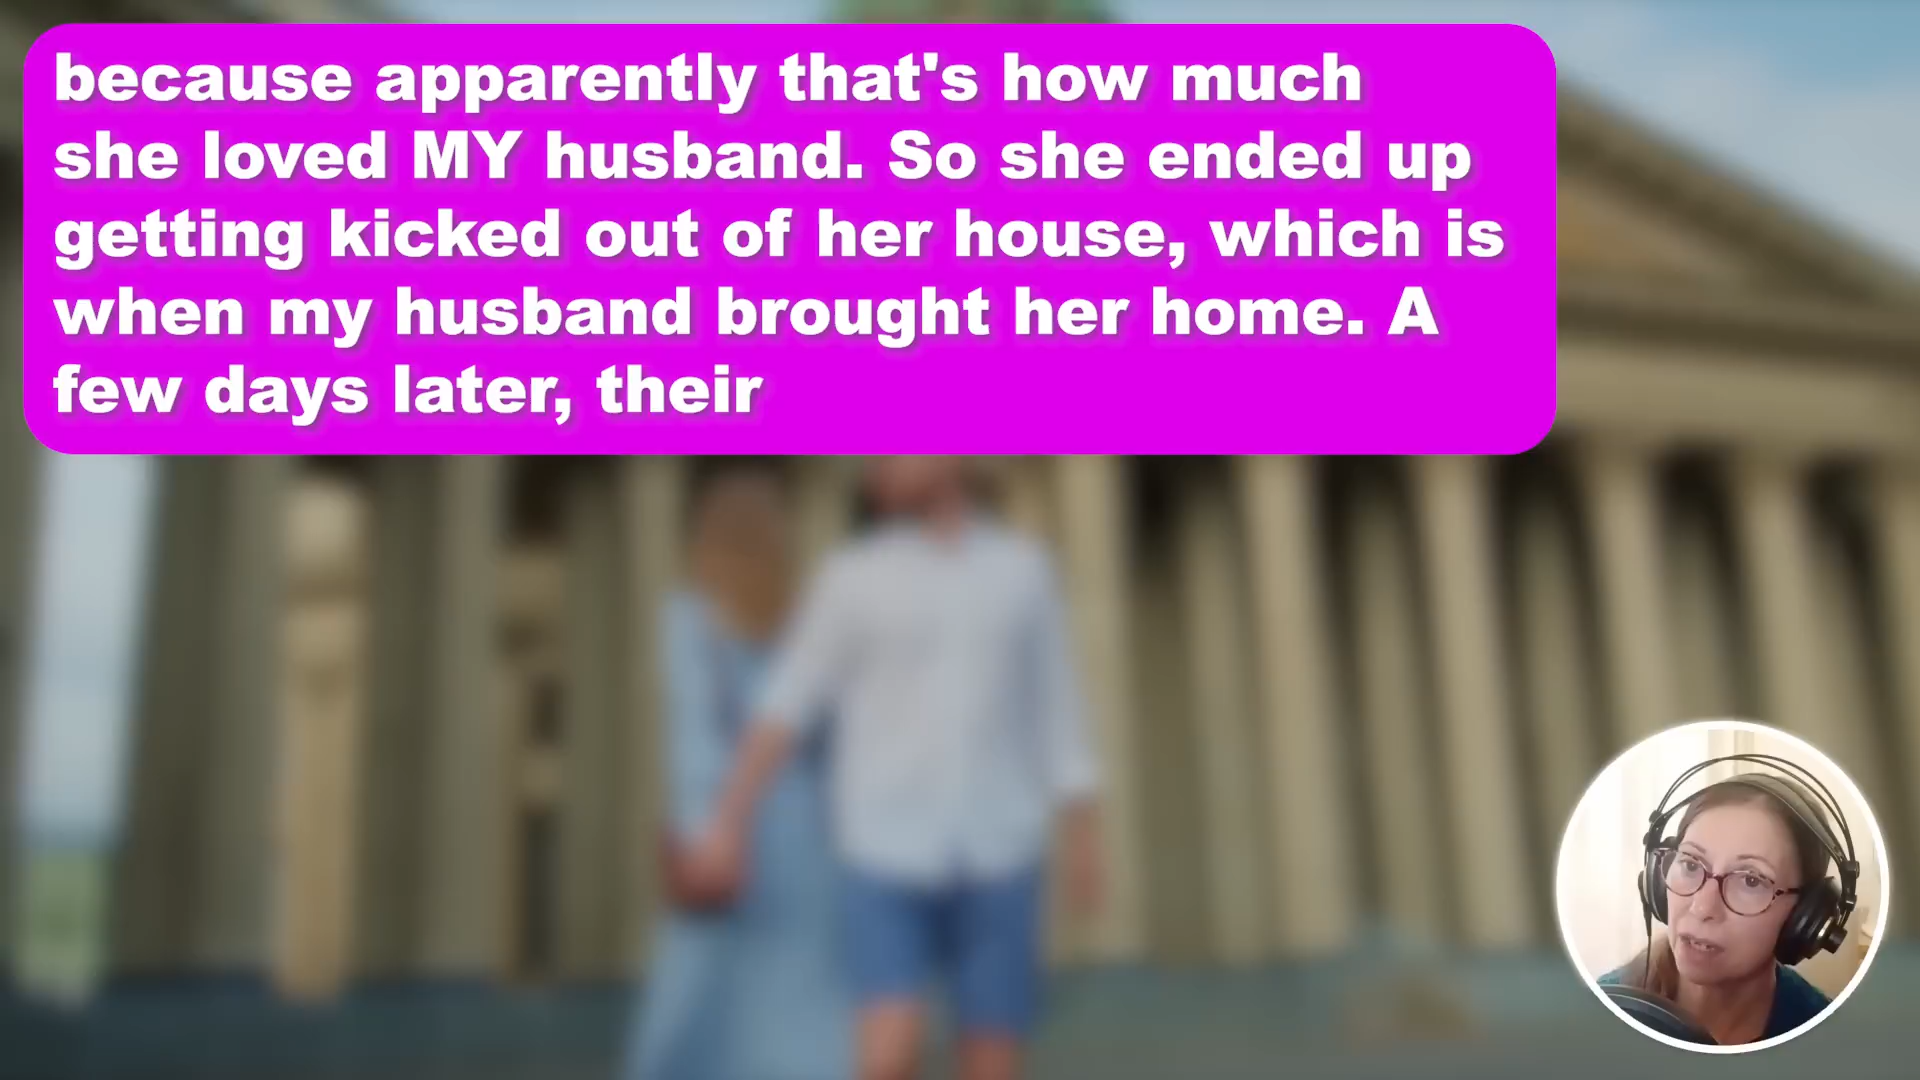 because apparently that's how much
she loved MY husband. So she ended up
getting kicked out of her house, which is
when my husband brought her home. A
few days later, their